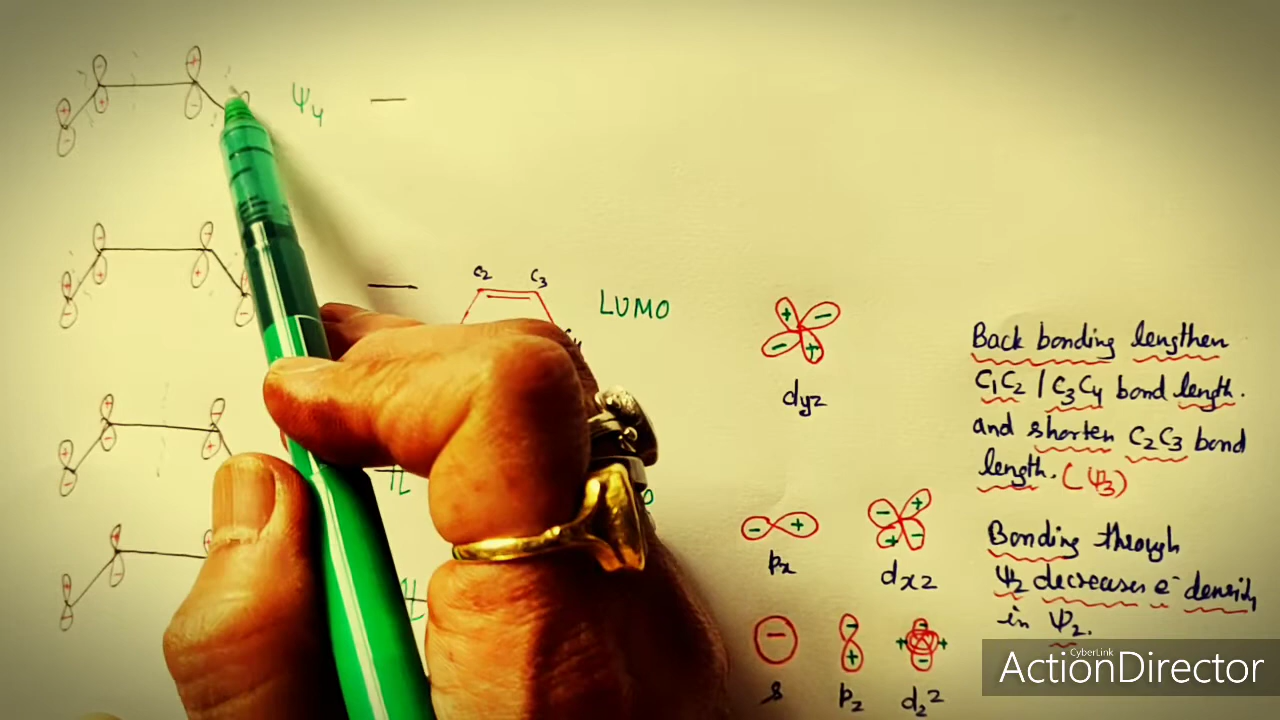 Ψ4
C2 C3
LUMO
dyz
Back bonding lengthen
C1C2 / C3C4 bond length.
and shorten C2C3 bond
length. (Ψ3)
px
dxz
Bonding through
Ψ2 decreases e⁻ density
in Ψ2.
s
pz
dz2
CyberLink
ActionDirector